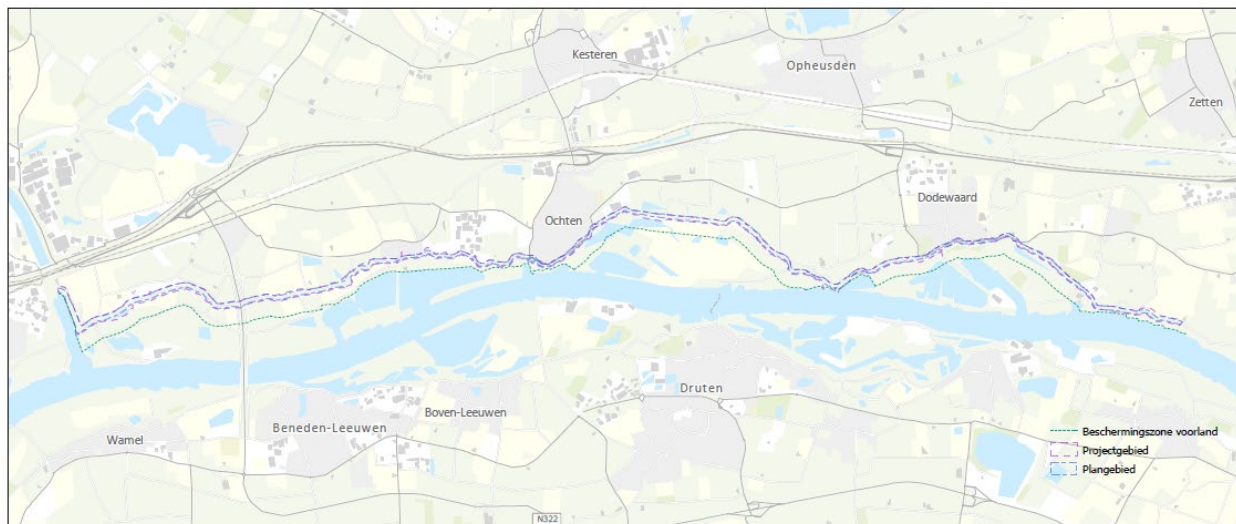 Kesteren
Opheusden
Zetten
Dodewaard
Ochten
Druten
Boven-Leeuwen
Beneden-Leeuwen
Wamel
Beschermingszone voorland
Projectgebied
Plangebied
N322